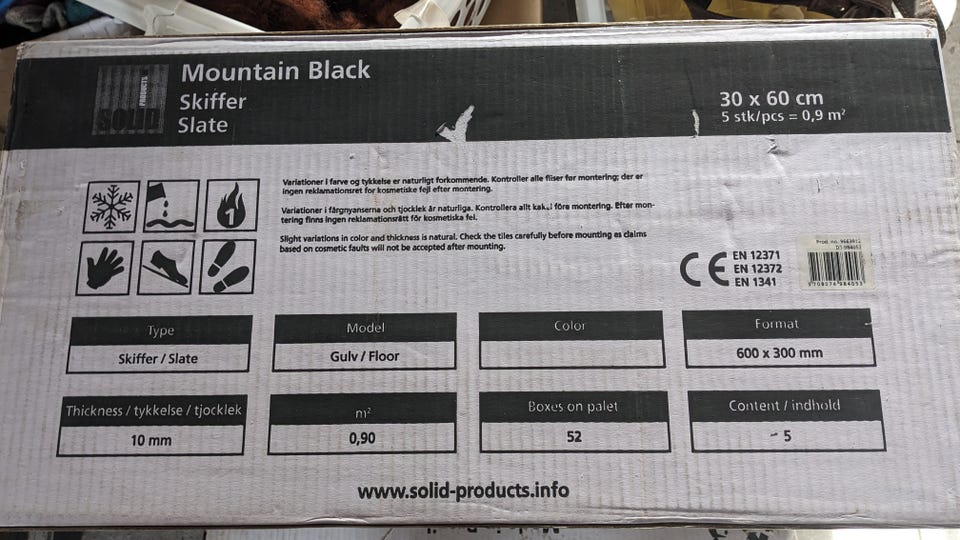 SOLID
PRODUCTS.
Mountain Black
Skiffer
Slate
30 x 60 cm
5 stk/pcs = 0,9 m²
1
Variationer i farve og tykkelse er naturligt forkommende. Kontroller alle fliser før montering; der er
ingen reklamationsret for kosmetiske fejl efter montering.
Variationer i färgnyanserna och tjocklek är naturliga. Kontrollera allt kakel före montering. Efter mon-
tering finns ingen reklamationsrätt för kosmetiska fel.
Slight variations in color and thickness is natural. Check the tiles carefully before mounting as claims
based on cosmetic faults will not be accepted after mounting.
CE
EN 12371
EN 12372
EN 1341
Prod. no.
5708074984093
Type
Skiffer / Slate
Model
Gulv / Floor
Color
Format
600 x 300 mm
Thickness / tykkelse / tjocklek
10 mm
m²
0,90
Boxes on palet
52
Content / indhold
5
www.solid-products.info